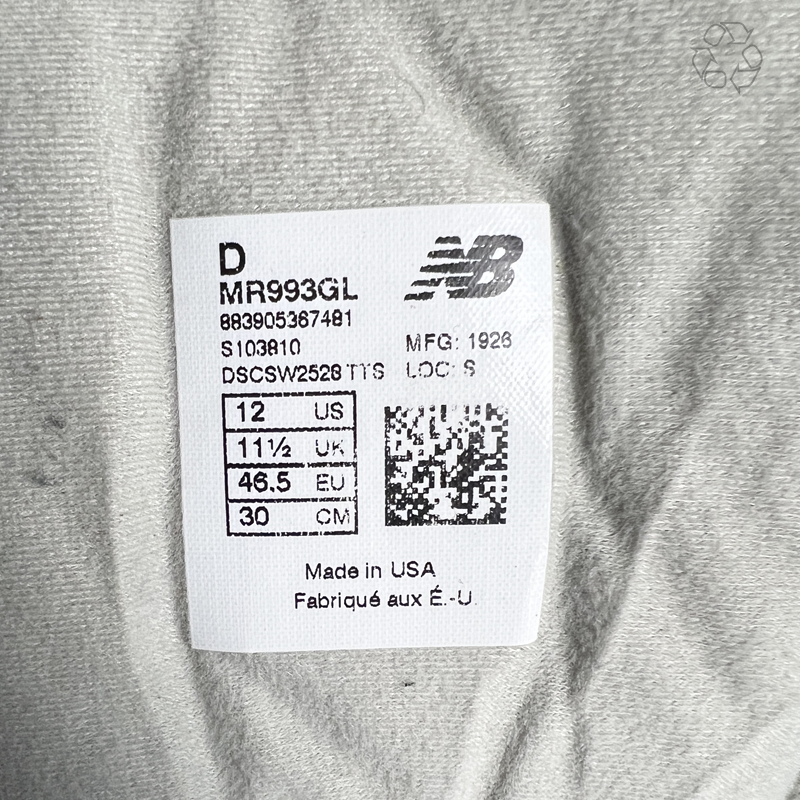 D
NB
MR993GL
883905367481
S103810
MFG: 1926
DSCSW2528 TTS
LOC: S
12 US
11½ UK
46.5 EU
30 CM
Made in USA
Fabriqué aux É.-U.